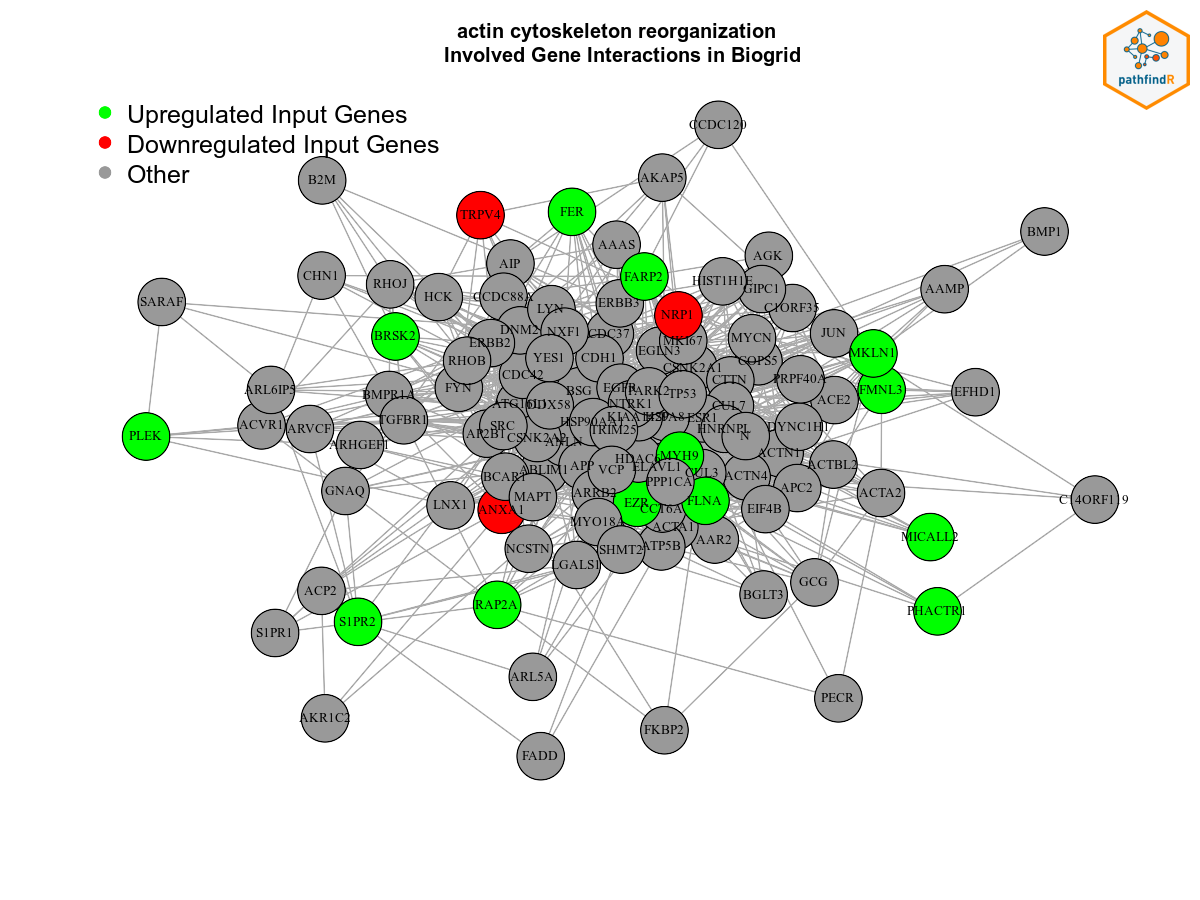 actin cytoskeleton reorganization
Involved Gene Interactions in Biogrid
pathfindR
Upregulated Input Genes
Downregulated Input Genes
Other
CCDC120
B2M
AKAP5
TRPV4
FER
BMP1
AAAS
AGK
AIP
CHN1
FARP2
HIST1H1E
RHOJ
GIPC1
AAMP
HCK
CCDC88A
SARAF
ERBB3
LYN
C1ORF35
NRP1
DNM2
NXF1
CDC37
JUN
BRSK2
MYCN
ERBB2
MKI67
EGLN3
MKLN1
YES1
CDH1
RHOB
COPS5
CSNK2A1
CDC42
PRPF40A
CTTN
FYN
EGFR
ARL6IP5
BSG
PARK2
FMNL3
EFHD1
BMPR1A
TP53
ACE2
DDX58
NTRK1
CUL7
TGFBR1
HSPA8
ESR1
ACVR1
ARVCF
SRC
HSP90AA1
DYNC1H1
TRIM25
HNRNPL
N
AP2B1
PLEK
ARHGEF1
ANLN
ACTN1
MYH9
HDAC6
ACTBL2
APP
ELAVL1
ABLIM1
VCP
CUL3
BCAR1
ACTN4
PPP1CA
GNAQ
ARRB2
APC2
ACTA2
MAPT
LNX1
ANXA1
EZR
FLNA
EIF4B
MYO18A
ACTA1
MICALL2
AAR2
NCSTN
SHMT2
ATP5B
LGALS1
GCG
ACP2
BGLT3
RAP2A
PHACTR1
S1PR2
S1PR1
ARL5A
PECR
AKR1C2
FKBP2
FADD